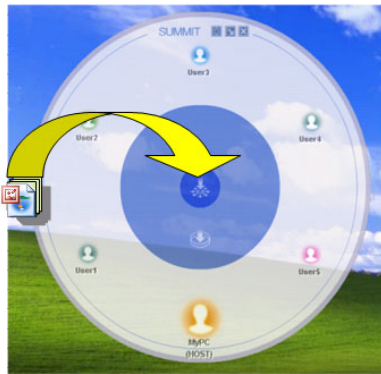 SUMMIT
User3
User2
User4
User1
User5
MyPC
(HOST)